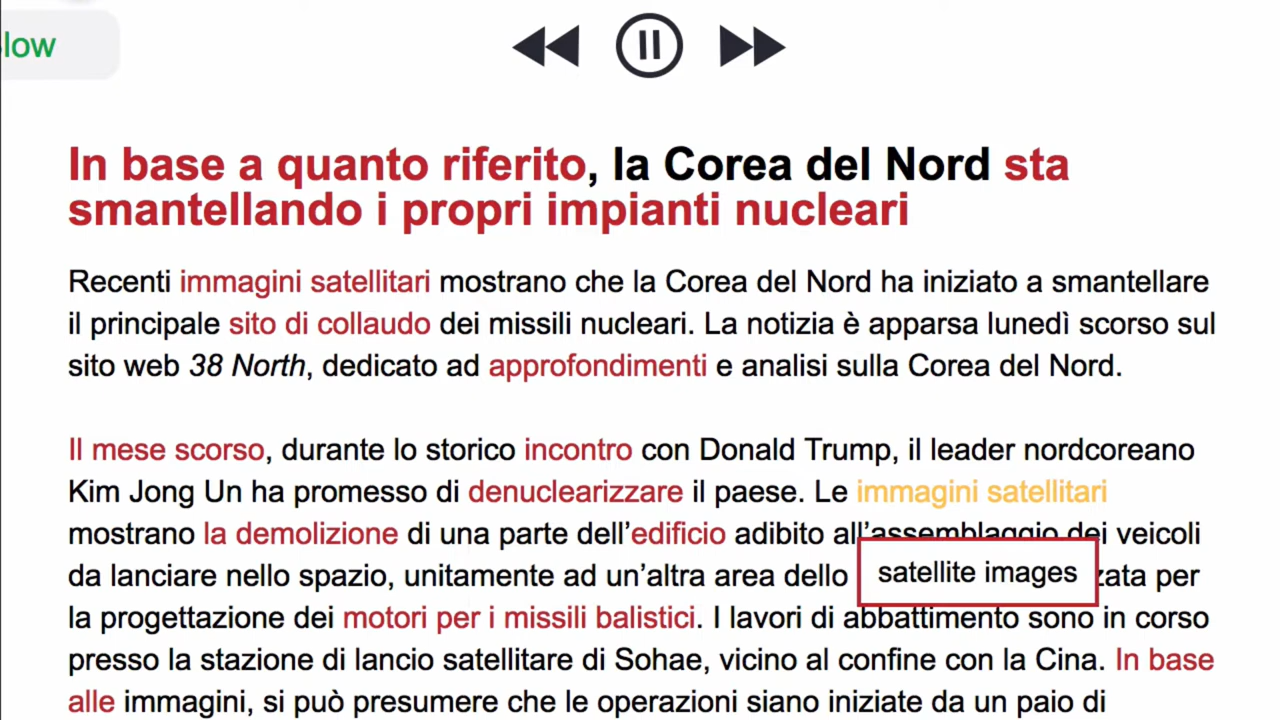 low
In base a quanto riferito, la Corea del Nord sta
smantellando i propri impianti nucleari
Recenti immagini satellitari mostrano che la Corea del Nord ha iniziato a smantellare
il principale sito di collaudo dei missili nucleari. La notizia è apparsa lunedì scorso sul
sito web 38 North, dedicato ad approfondimenti e analisi sulla Corea del Nord.
Il mese scorso, durante lo storico incontro con Donald Trump, il leader nordcoreano
Kim Jong Un ha promesso di denuclearizzare il paese. Le immagini satellitari
mostrano la demolizione di una parte dell’edificio adibito all’assemblaggio dei veicoli
da lanciare nello spazio, unitamente ad un’altra area dello satellite images zata per
la progettazione dei motori per i missili balistici. I lavori di abbattimento sono in corso
presso la stazione di lancio satellitare di Sohae, vicino al confine con la Cina. In base
alle immagini, si può presumere che le operazioni siano iniziate da un paio di